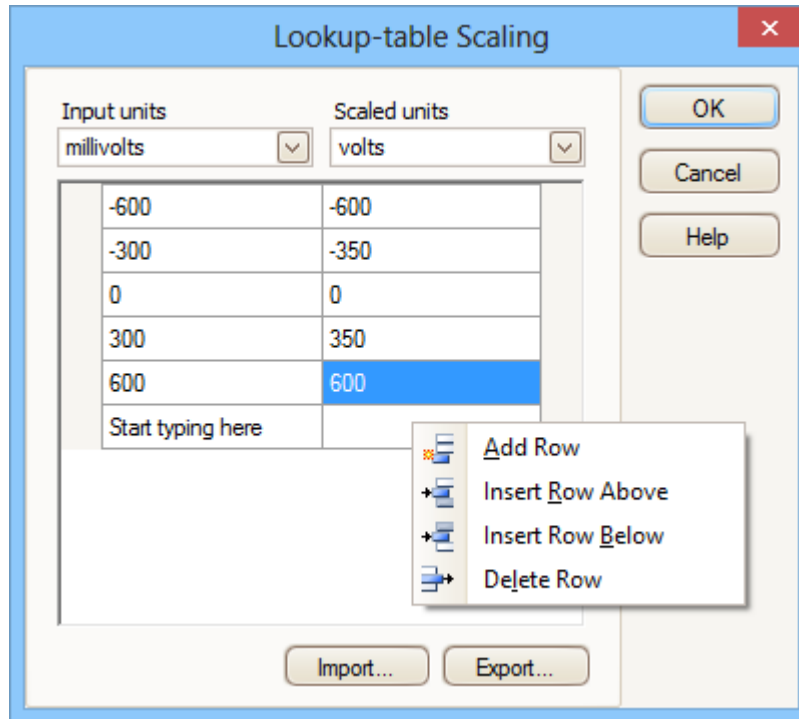 Lookup-table Scaling
Input units Scaled units
millivolts volts
-600 -600
-300 -350
0 0
300 350
600 600
Start typing here
OK
Cancel
Help
Add Row
Insert Row Above
Insert Row Below
Delete Row
Import... Export...